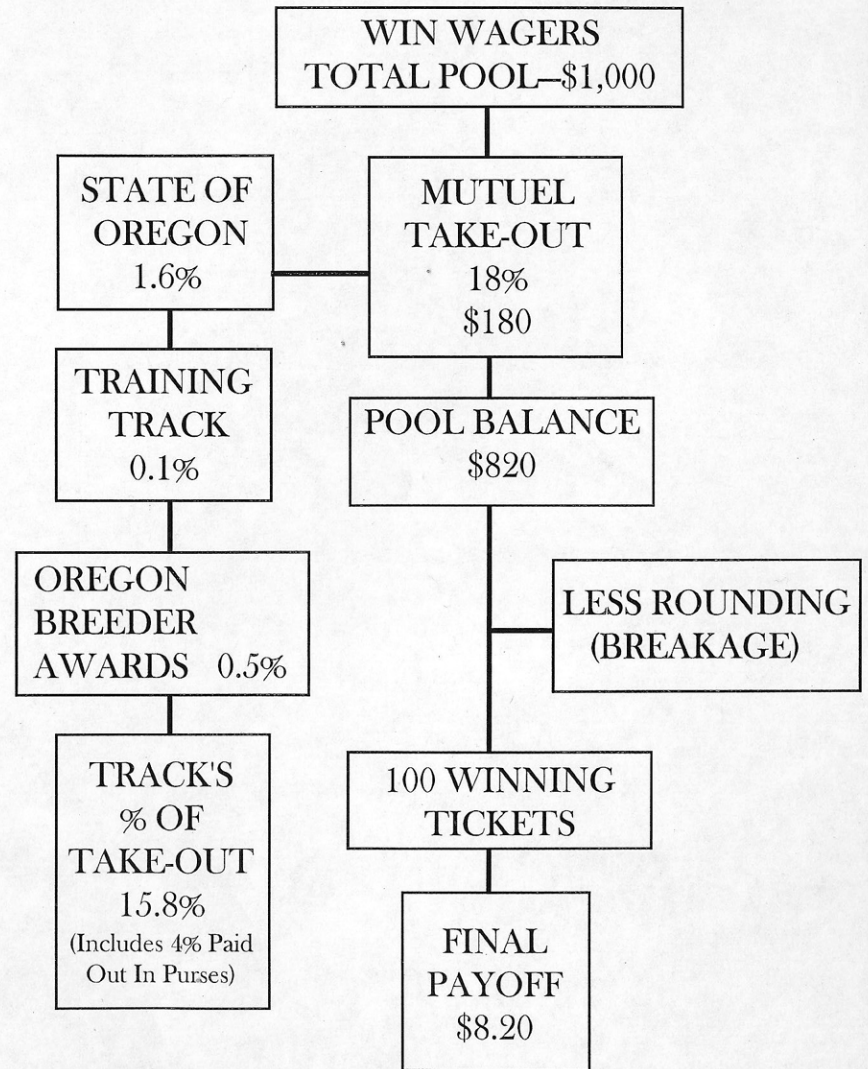 WIN WAGERS
TOTAL POOL–$1,000
STATE OF
OREGON
1.6%
MUTUEL
TAKE-OUT
18%
$180
TRAINING
TRACK
0.1%
POOL BALANCE
$820
OREGON
BREEDER
AWARDS 0.5%
LESS ROUNDING
(BREAKAGE)
TRACK'S
% OF
TAKE-OUT
15.8%
(Includes 4% Paid
Out In Purses)
100 WINNING
TICKETS
FINAL
PAYOFF
$8.20